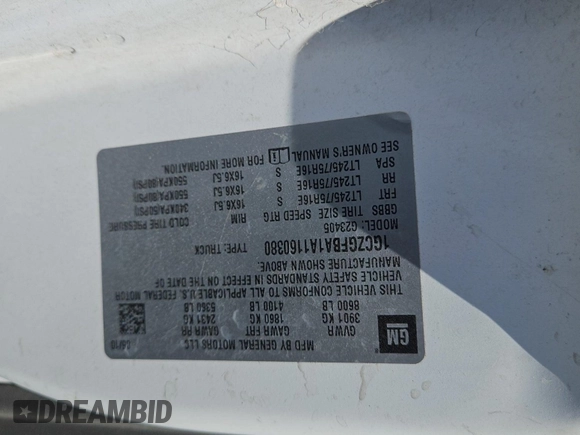 GM
MFD BY GENERAL MOTORS LLC
GVWR GAWR FRT GAWR RR
3901 KG 1860 KG 2431 KG
8600 LB 4100 LB 5360 LB
THIS VEHICLE CONFORMS TO ALL APPLICABLE U.S. FEDERAL MOTOR
VEHICLE SAFETY STANDARDS IN EFFECT ON THE DATE OF
MANUFACTURE SHOWN ABOVE.
1GCZGFBA1A1160380 TYPE: TRUCK
MODEL: G23405
GBBS TIRE SIZE SPEED RTG RIM COLD TIRE PRESSURE
FRT LT245/75R16E S 16X6.5J 340KPA(50PSI)
RR LT245/75R16E S 16X6.5J 550KPA(80PSI)
SPA LT245/75R16E S 16X6.5J 550KPA(80PSI)
SEE OWNER'S MANUAL FOR MORE INFORMATION.
DREAMBID